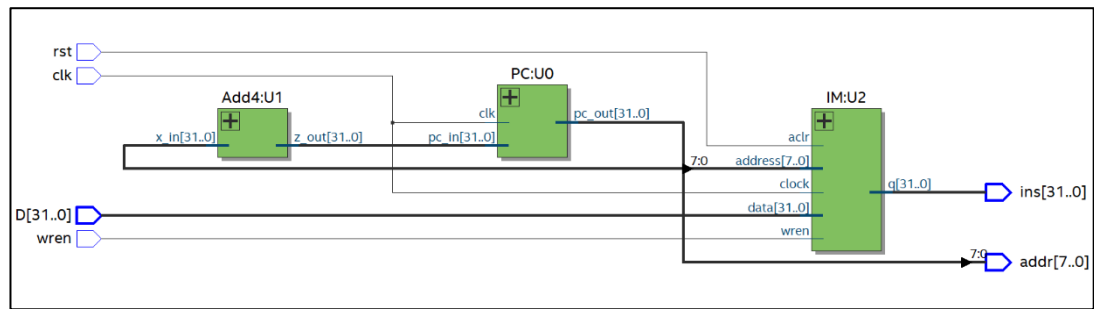 rst
clk
Add4:U1
x_in[31..0]
z_out[31..0]
PC:U0
clk
pc_in[31..0]
pc_out[31..0]
IM:U2
aclr
7:0
address[7..0]
clock
data[31..0]
wren
q[31..0]
ins[31..0]
D[31..0]
wren
7:0
addr[7..0]